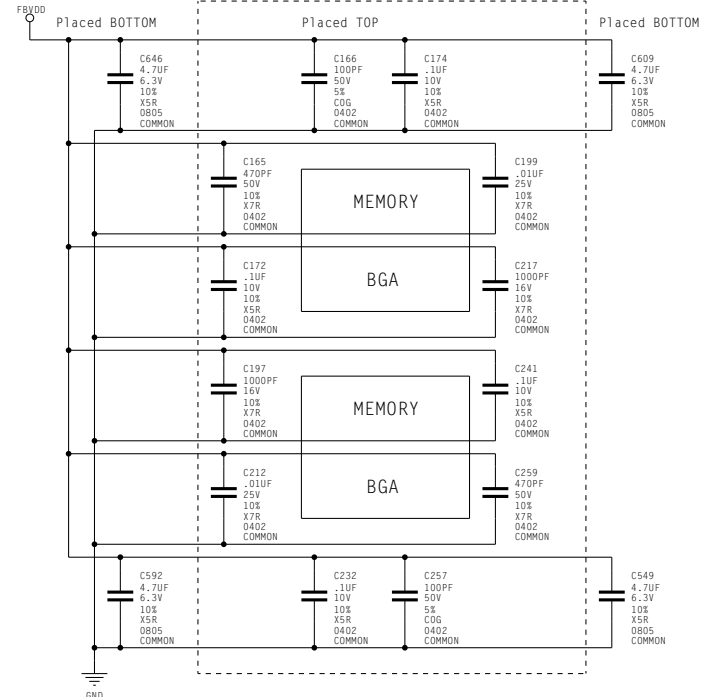 FBVDD
Placed BOTTOM
Placed TOP
Placed BOTTOM
C646
4.7UF
6.3V
10%
X5R
0805
COMMON
C166
100PF
50V
5%
COG
0402
COMMON
C174
.1UF
10V
10%
X5R
0402
COMMON
C609
4.7UF
6.3V
10%
X5R
0805
COMMON
C165
470PF
50V
10%
X7R
0402
COMMON
MEMORY
C199
.01UF
25V
10%
X7R
0402
COMMON
C172
.1UF
10V
10%
X5R
0402
COMMON
BGA
C217
1000PF
16V
10%
X7R
0402
COMMON
C197
1000PF
16V
10%
X7R
0402
COMMON
MEMORY
C241
.1UF
10V
10%
X5R
0402
COMMON
C212
.01UF
25V
10%
X7R
0402
COMMON
BGA
C259
470PF
50V
10%
X7R
0402
COMMON
C592
4.7UF
6.3V
10%
X5R
0805
COMMON
C232
.1UF
10V
10%
X5R
0402
COMMON
C257
100PF
50V
5%
COG
0402
COMMON
C549
4.7UF
6.3V
10%
X5R
0805
COMMON
GND